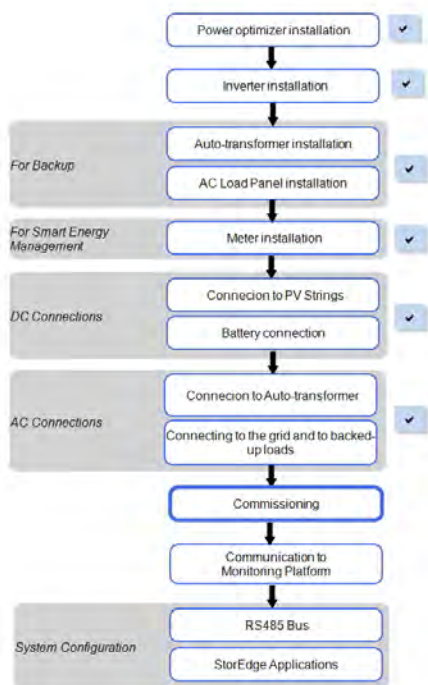 Power optimizer installation
Inverter installation
For Backup
Auto-transformer installation
AC Load Panel installation
For Smart Energy
Management
Meter installation
DC Connections
Connecion to PV Strings
Battery connection
AC Connections
Connecion to Auto-transformer
Connecting to the grid and to backed-
up loads
Commissioning
Communication to
Monitoring Platform
System Configuration
RS485 Bus
StorEdge Applications